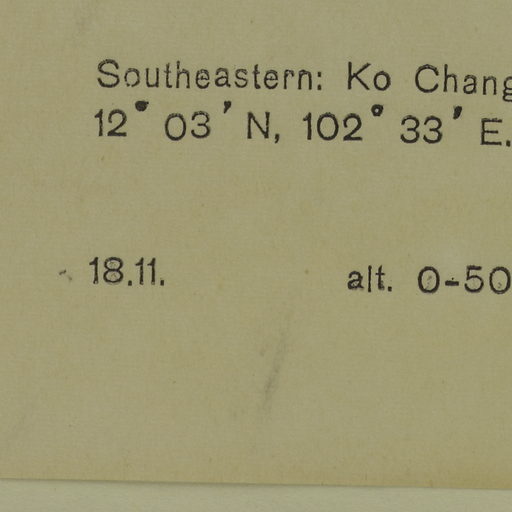 Southeastern: Ko Chang
12° 03' N, 102° 33' E.
18.11. alt. 0-50